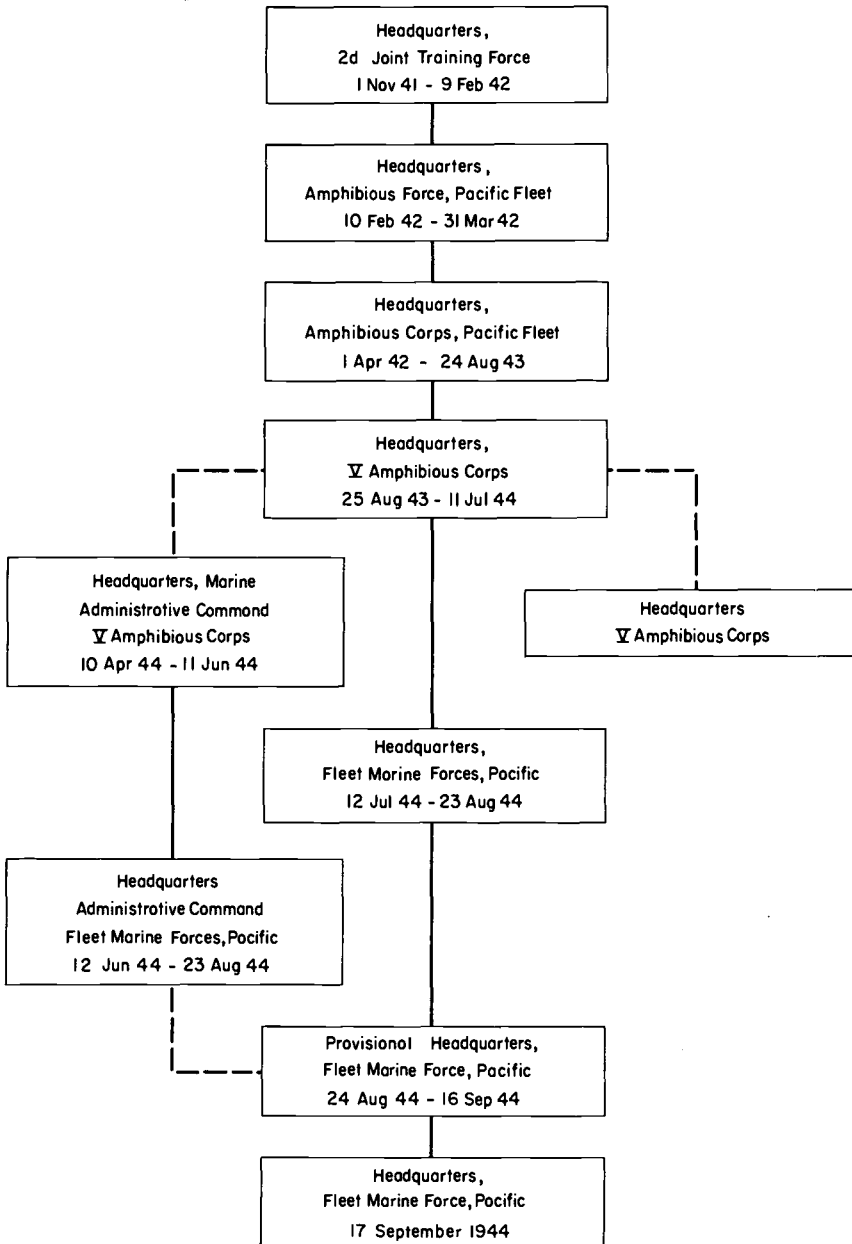 Headquarters,
2d Joint Training Force
1 Nov 41 - 9 Feb 42
Headquarters,
Amphibious Force, Pacific Fleet
10 Feb 42 - 31 Mar 42
Headquarters,
Amphibious Corps, Pacific Fleet
1 Apr 42 - 24 Aug 43
Headquarters,
V Amphibious Corps
25 Aug 43 - 11 Jul 44
Headquarters, Marine
Administrative Command
V Amphibious Corps
10 Apr 44 - 11 Jun 44
Headquarters
V Amphibious Corps
Headquarters,
Fleet Marine Forces, Pacific
12 Jul 44 - 23 Aug 44
Headquarters
Administrative Command
Fleet Marine Forces, Pacific
12 Jun 44 - 23 Aug 44
Provisional Headquarters,
Fleet Marine Force, Pacific
24 Aug 44 - 16 Sep 44
Headquarters,
Fleet Marine Force, Pacific
17 September 1944